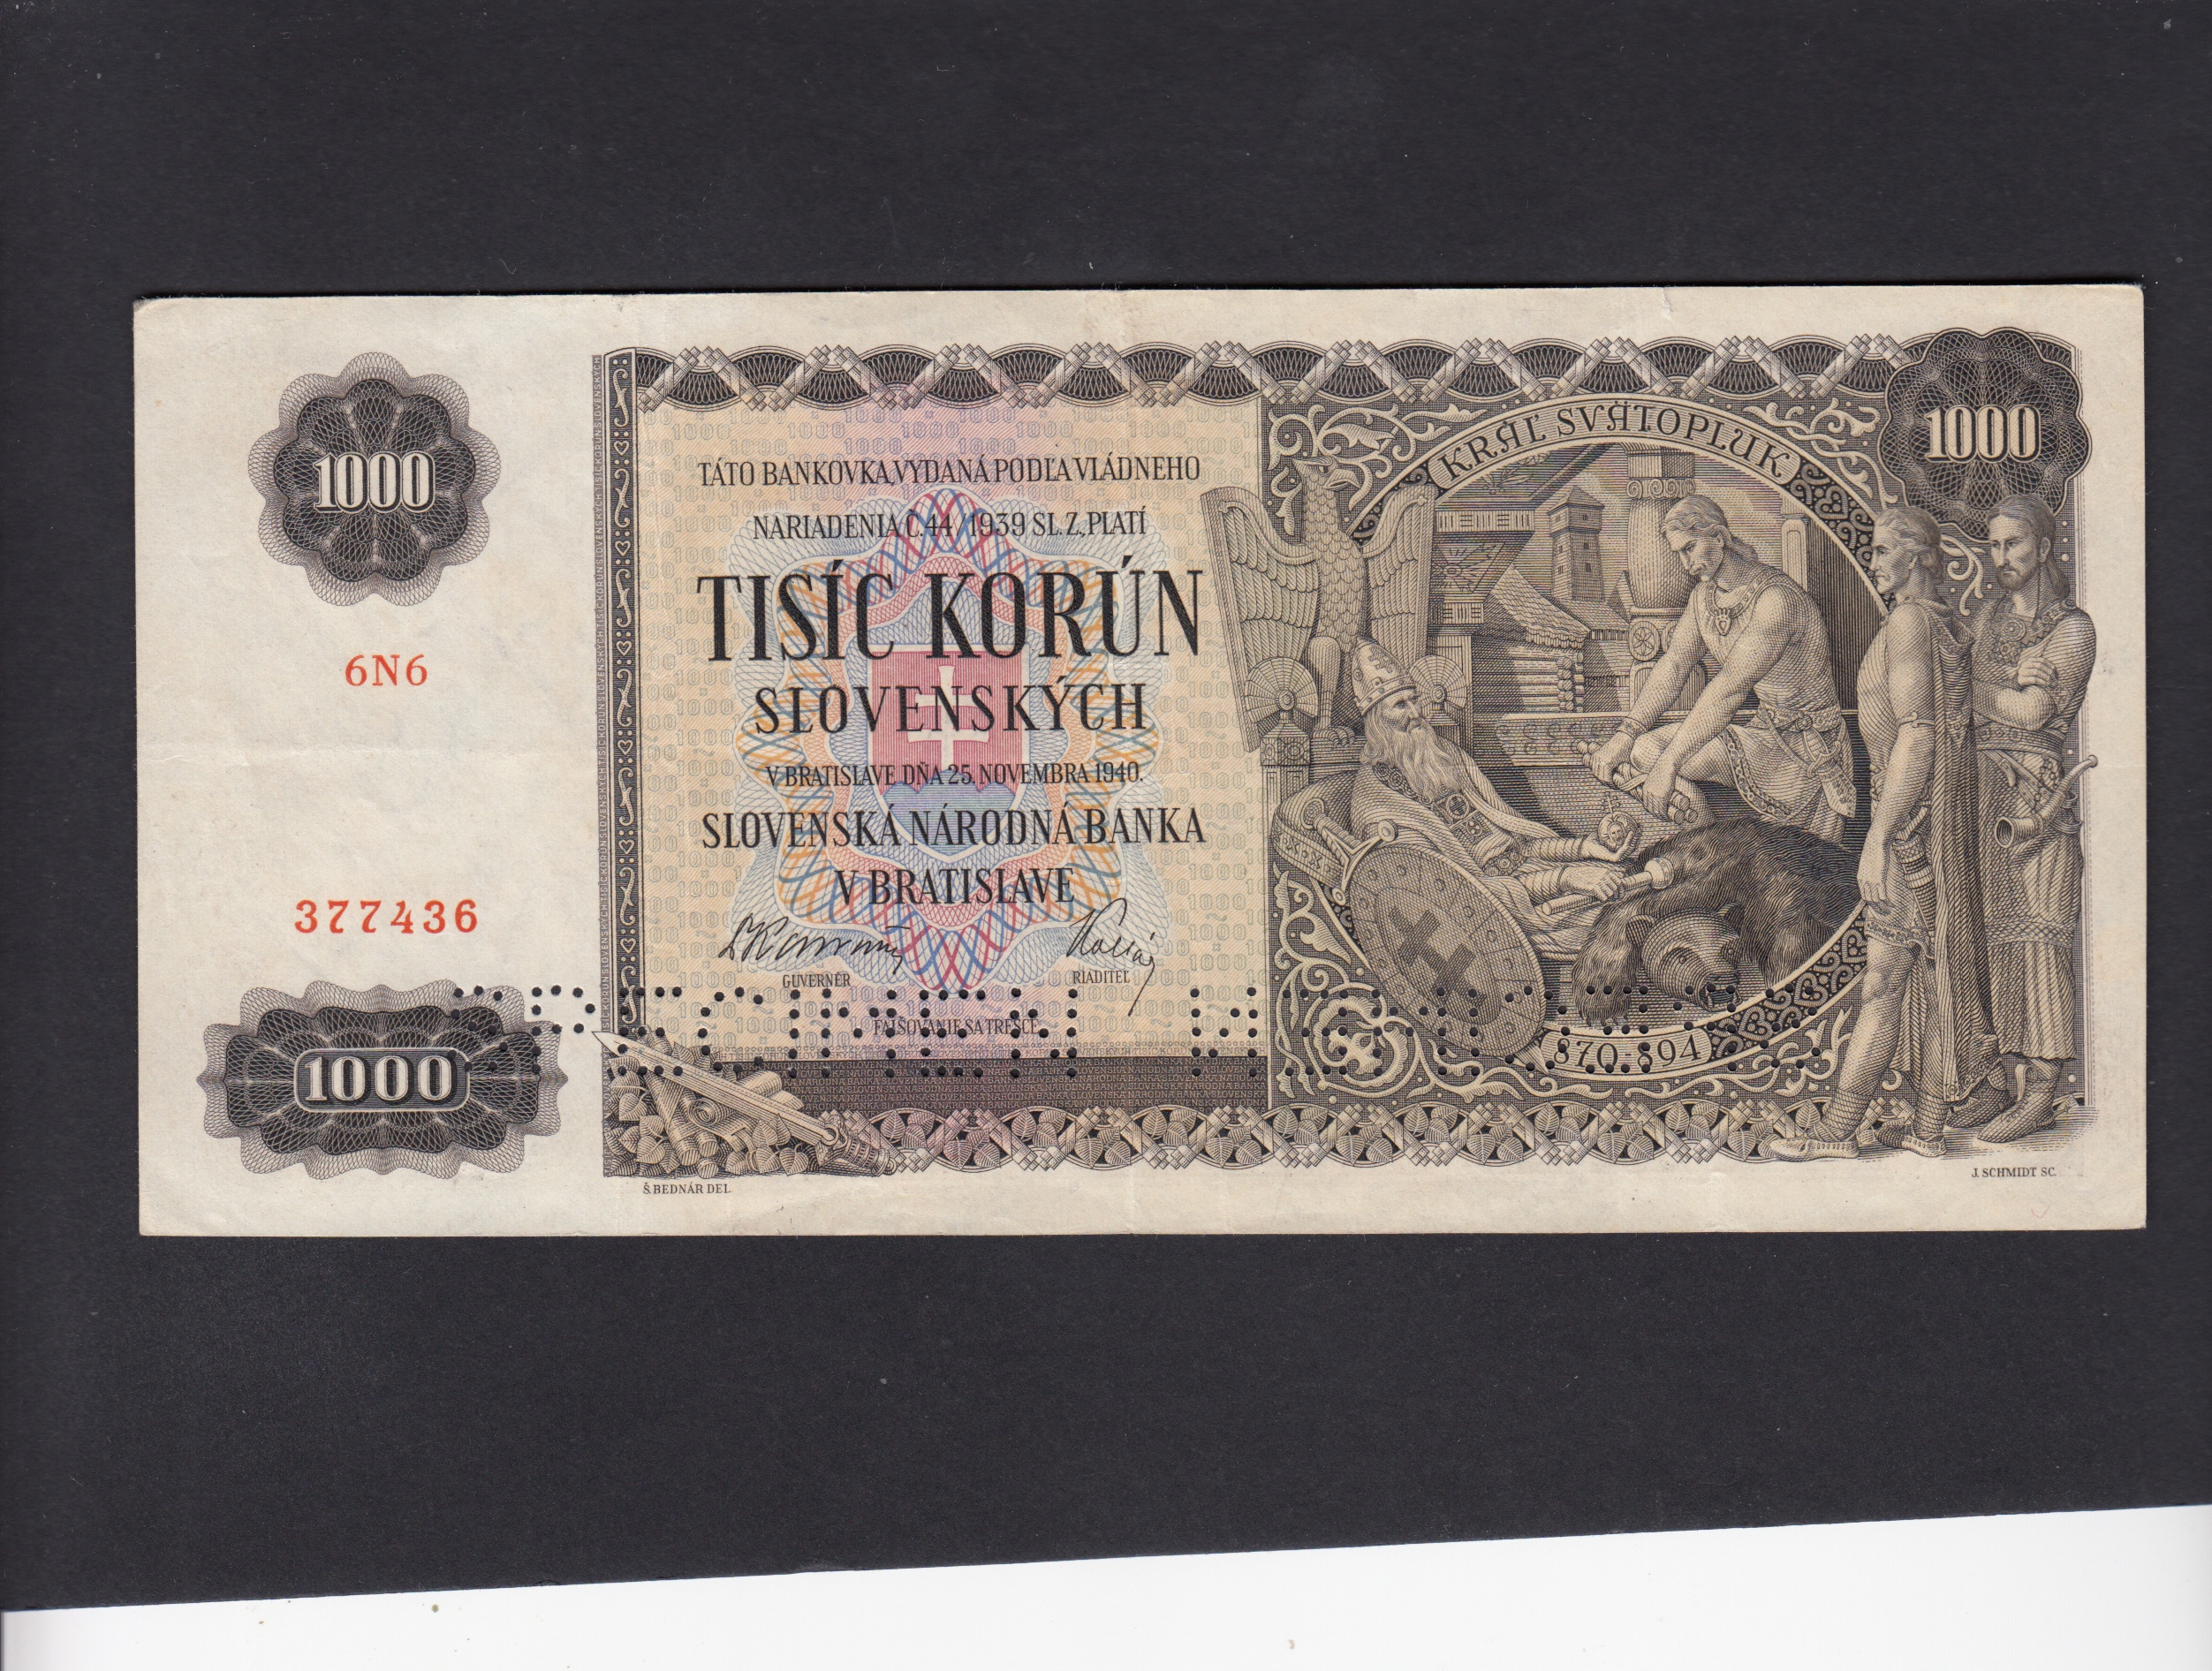 1000
1000
KRÁĽ SVÄTOPLUK
TÁTO BANKOVKA, VYDANÁ PODĽA VLÁDNEHO
NARIADENIA Č. 44/1939 SL. Z., PLATÍ
TISÍC KORÚN
SLOVENSKÝCH
6N6
V BRATISLAVE DŇA 25. NOVEMBRA 1940.
SLOVENSKÁ NÁRODNÁ BANKA
V BRATISLAVE
377436
GUVERNÉR
RIADITEĽ
FALŠOVANIE SA TRESCE
SPECIMEN
870-894
1000
Š. BEDNÁR DEL.
J. SCHMIDT SC.